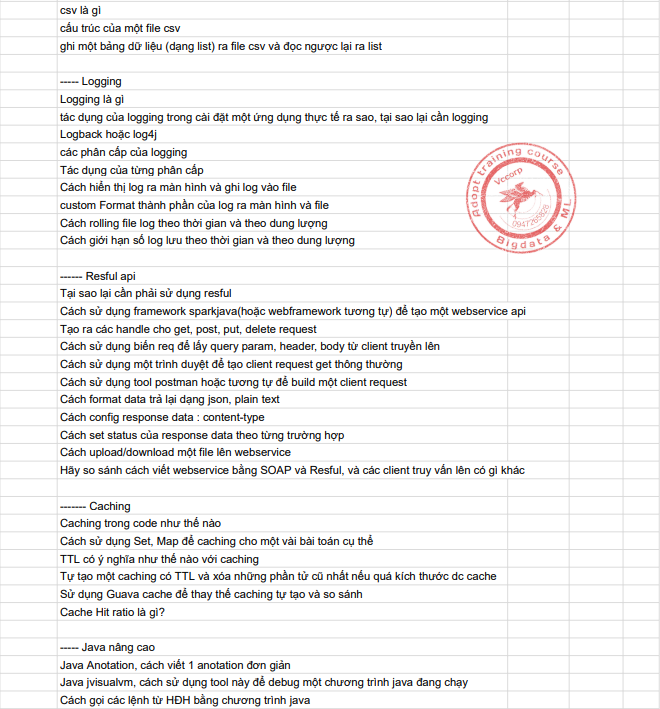 csv là gì
cấu trúc của một file csv
ghi một bảng dữ liệu (dạng list) ra file csv và đọc ngược lại ra list
----- Logging
Logging là gì
tác dụng của logging trong cài đặt một ứng dụng thực tế ra sao, tại sao lại cần logging
Logback hoặc log4j
các phân cấp của logging
Tác dụng của từng phân cấp
Cách hiển thị log ra màn hình và ghi log vào file
custom Format thành phần của log ra màn hình và file
Cách rolling file log theo thời gian và theo dung lượng
Cách giới hạn số log lưu theo thời gian và theo dung lượng
Adopt training course
Vccorp
0947265826
Bigdata & ML
------ Resful api
Tại sao lại cần phải sử dụng resful
Cách sử dụng framework sparkjava(hoặc webframework tương tự) để tạo một webservice api
Tạo ra các handle cho get, post, put, delete request
Cách sử dụng biến req để lấy query param, header, body từ client truyền lên
Cách sử dụng một trình duyệt để tạo client request get thông thường
Cách sử dụng tool postman hoặc tương tự để build một client request
Cách format data trả lại dạng json, plain text
Cách config response data : content-type
Cách set status của response data theo từng trường hợp
Cách upload/download một file lên webservice
Hãy so sánh cách viết webservice bằng SOAP và Resful, và các client truy vấn lên có gì khác
------- Caching
Caching trong code như thế nào
Cách sử dụng Set, Map để caching cho một vài bài toán cụ thể
TTL có ý nghĩa như thế nào với caching
Tự tạo một caching có TTL và xóa những phần tử cũ nhất nếu quá kích thước dc cache
Sử dụng Guava cache để thay thế caching tự tạo và so sánh
Cache Hit ratio là gì?
----- Java nâng cao
Java Anotation, cách viết 1 anotation đơn giản
Java jvisualvm, cách sử dụng tool này để debug một chương trình java đang chạy
Cách gọi các lệnh từ HĐH bằng chương trình java